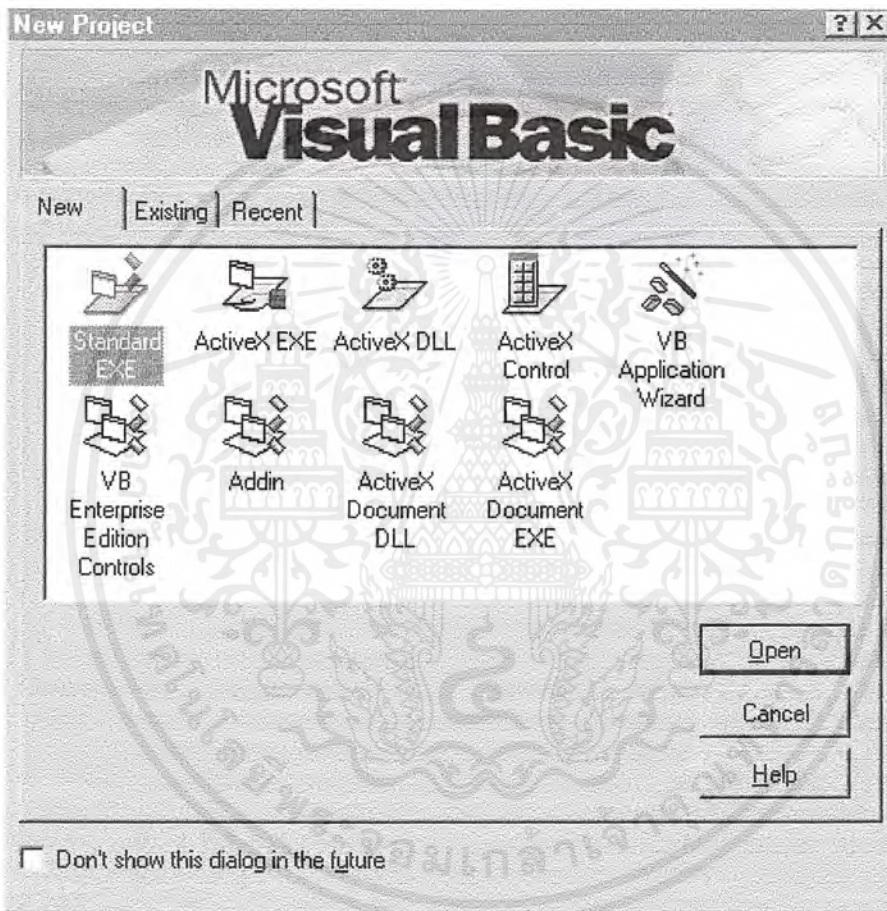 New Project
Microsoft
Visual Basic
New
Existing
Recent
Standard
EXE
ActiveX EXE
ActiveX DLL
ActiveX
Control
VB
Application
Wizard
VB
Enterprise
Edition
Controls
Addin
ActiveX
Document
DLL
ActiveX
Document
EXE
Open
Cancel
Help
Don't show this dialog in the future